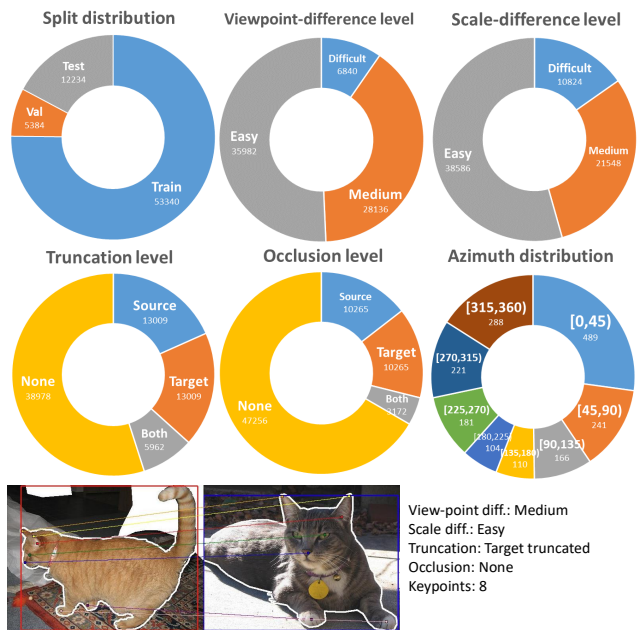 Split distribution
Viewpoint-difference level
Scale-difference level
Test
12234
Val
5384
Train
53340
Difficult
6840
Easy
35982
Medium
28136
Difficult
10824
Easy
38586
Medium
21548
Truncation level
Occlusion level
Azimuth distribution
Source
13009
None
38978
Target
13009
Both
5962
Source
10265
Target
10265
None
47256
Both
3172
[315,360)
288
[0,45)
489
[270,315)
221
[225,270)
181
[180,225)
104
[135,180)
110
[90,135)
166
[45,90)
241
View-point diff.: Medium
Scale diff.: Easy
Truncation: Target truncated
Occlusion: None
Keypoints: 8